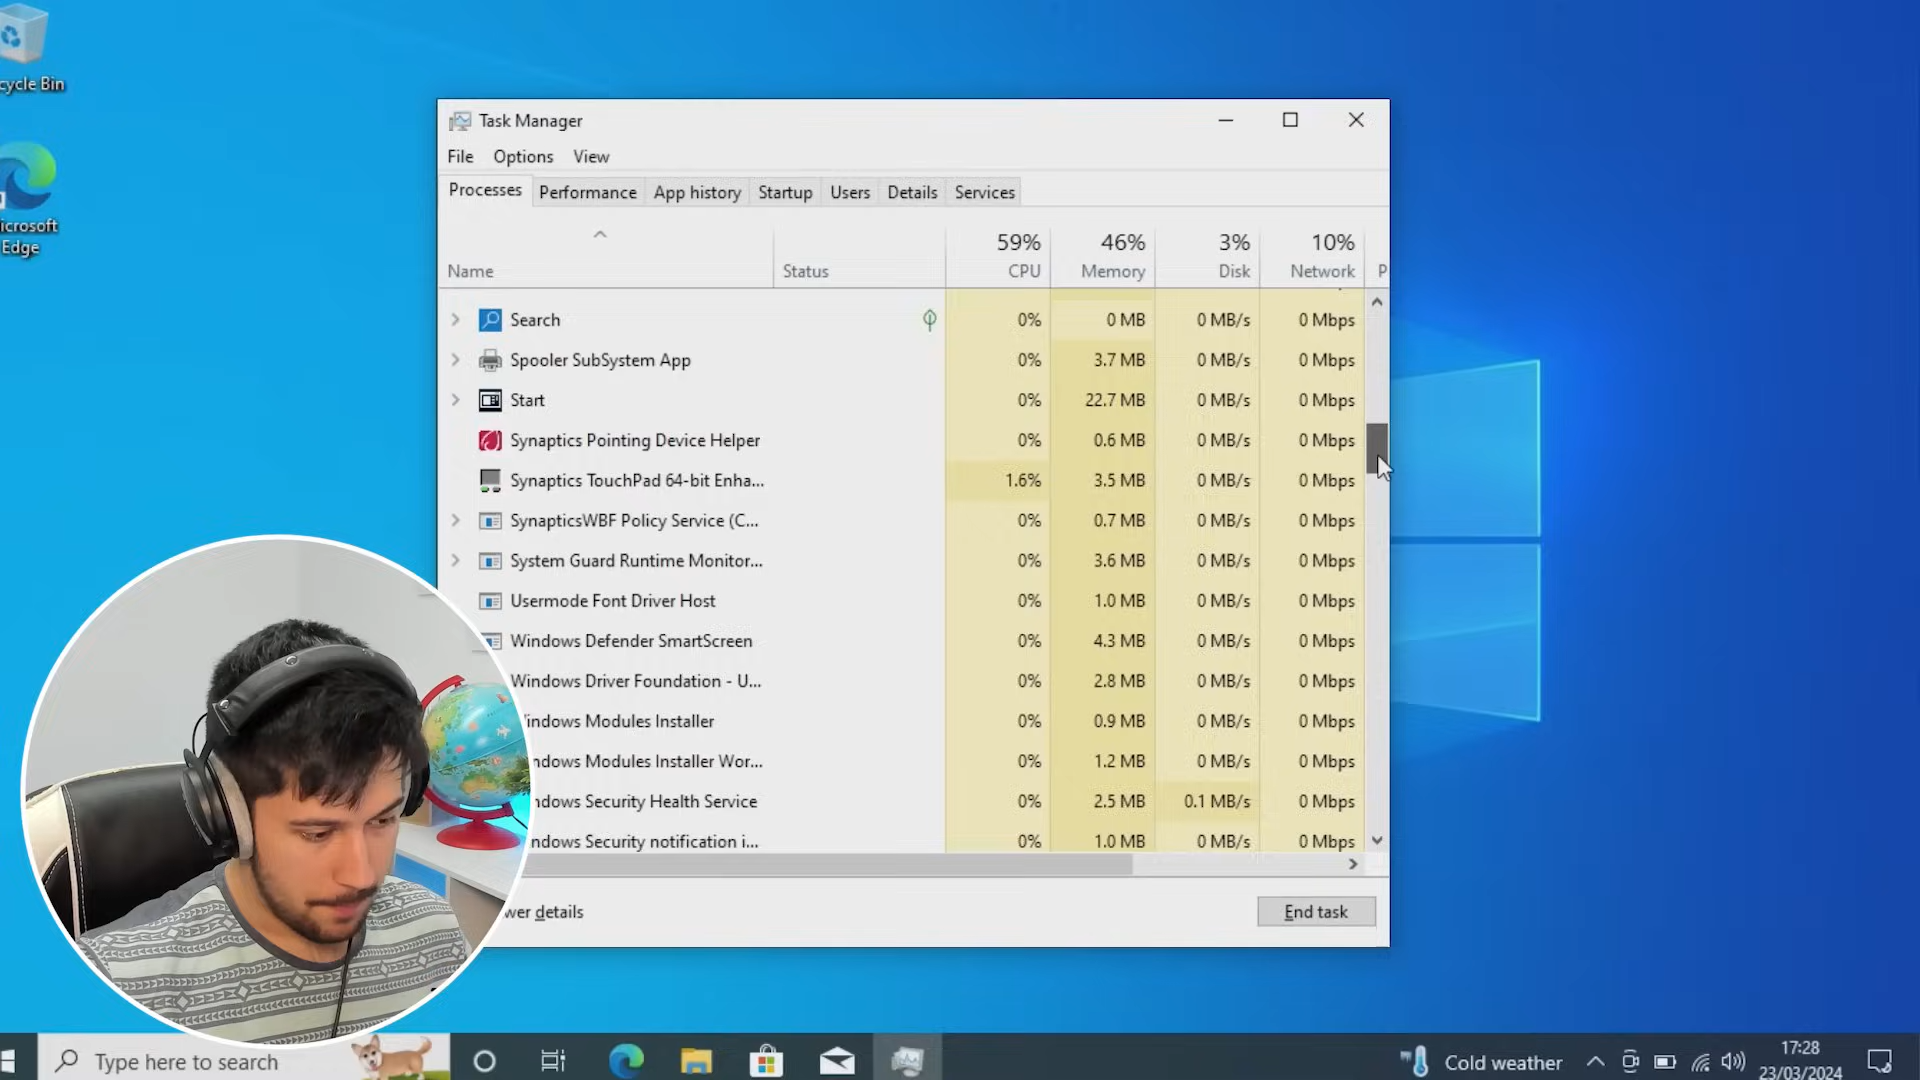 cycle Bin
icrosoft
Edge
Task Manager
File Options View
Processes Performance App history Startup Users Details Services
59% 46% 3% 10%
Name Status CPU Memory Disk Network P
Search 0% 0 MB 0 MB/s 0 Mbps
Spooler SubSystem App 0% 3.7 MB 0 MB/s 0 Mbps
Start 0% 22.7 MB 0 MB/s 0 Mbps
Synaptics Pointing Device Helper 0% 0.6 MB 0 MB/s 0 Mbps
Synaptics TouchPad 64-bit Enha... 1.6% 3.5 MB 0 MB/s 0 Mbps
SynapticsWBF Policy Service (C... 0% 0.7 MB 0 MB/s 0 Mbps
System Guard Runtime Monitor... 0% 3.6 MB 0 MB/s 0 Mbps
Usermode Font Driver Host 0% 1.0 MB 0 MB/s 0 Mbps
Windows Defender SmartScreen 0% 4.3 MB 0 MB/s 0 Mbps
Windows Driver Foundation - U... 0% 2.8 MB 0 MB/s 0 Mbps
indows Modules Installer 0% 0.9 MB 0 MB/s 0 Mbps
ndows Modules Installer Wor... 0% 1.2 MB 0 MB/s 0 Mbps
ndows Security Health Service 0% 2.5 MB 0.1 MB/s 0 Mbps
ndows Security notification i... 0% 1.0 MB 0 MB/s 0 Mbps
wer details End task
Type here to search Cold weather 17:28
23/03/2024